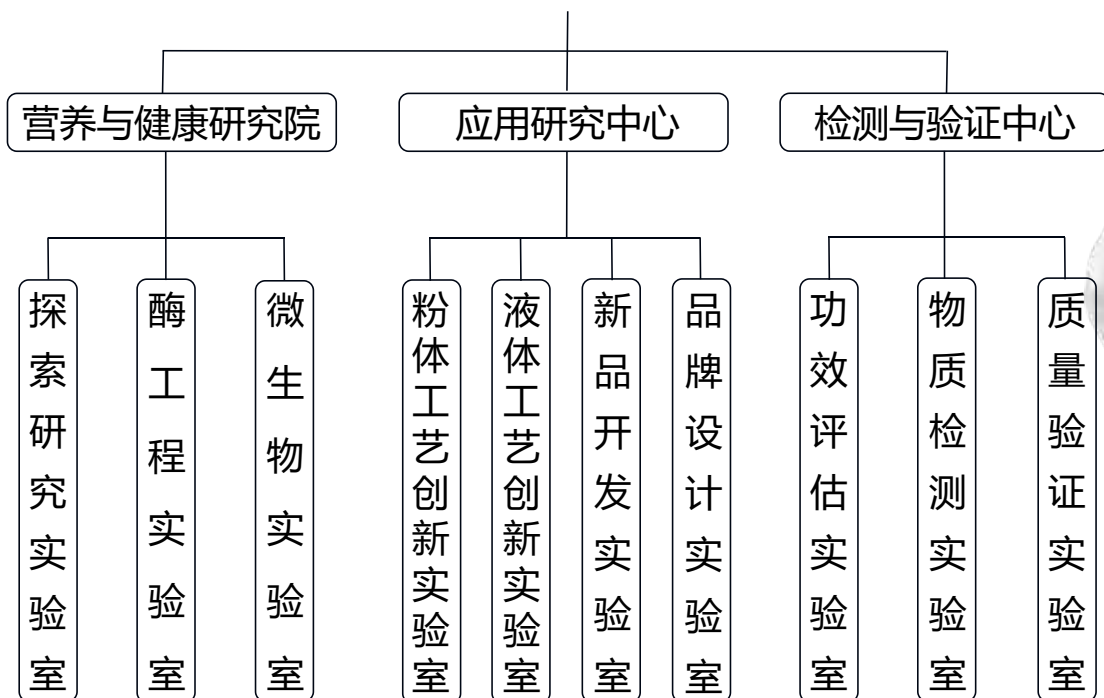 营养与健康研究院
应用研究中心
检测与验证中心
探索研究实验室
酶工程实验室
微生物实验室
粉体工艺创新实验室
液体工艺创新实验室
新品开发实验室
品牌设计实验室
功效评估实验室
物质检测实验室
质量验证实验室